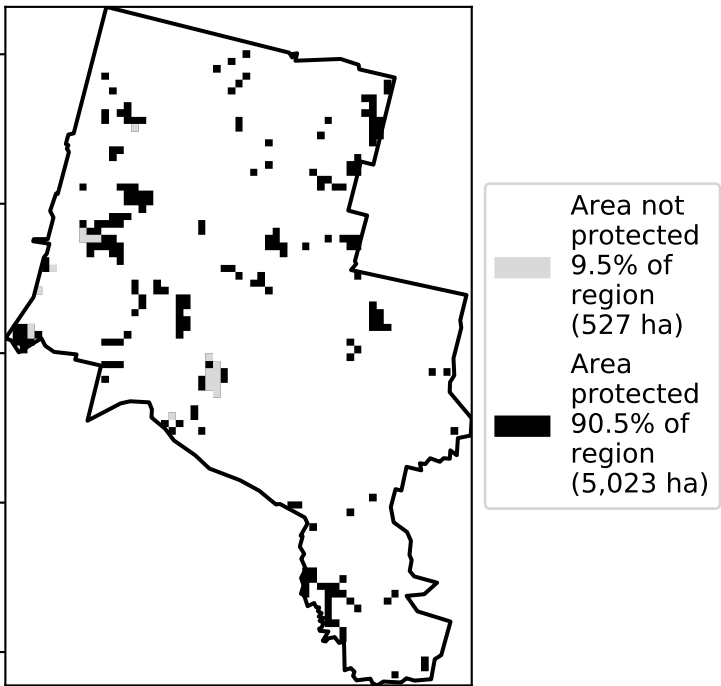 Area not
protected
9.5% of
region
(527 ha)
Area
protected
90.5% of
region
(5,023 ha)